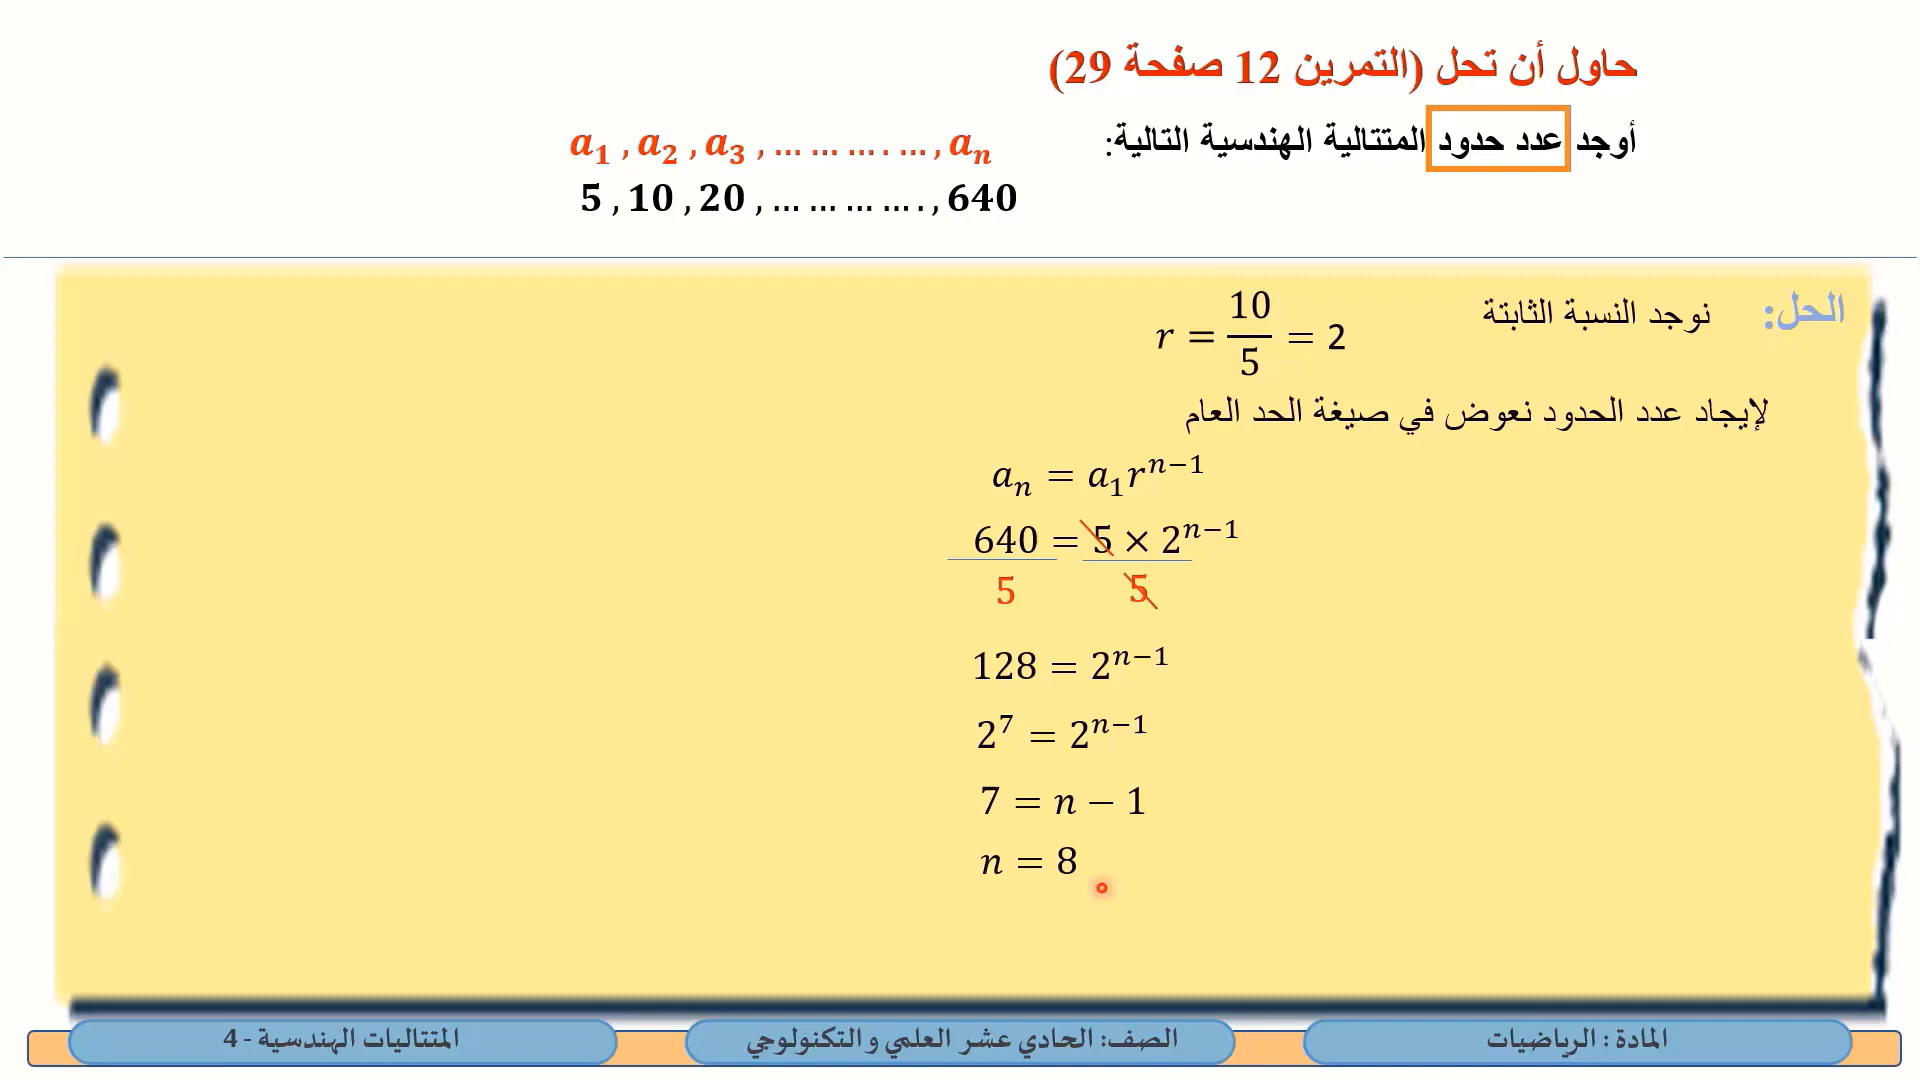 حاول أن تحل (التمرين 12 صفحة 29)
أوجد عدد حدود المتتالية الهندسية التالية:
a₁ , a₂ , a₃ , … … … . … , aₙ
5 , 10 , 20 , … … … … . , 640
الحل: نوجد النسبة الثابتة
r = 10/5 = 2
لإيجاد عدد الحدود نعوض في صيغة الحد العام
aₙ = a₁rⁿ⁻¹
640 = 5 × 2ⁿ⁻¹
5 5
128 = 2ⁿ⁻¹
2⁷ = 2ⁿ⁻¹
7 = n − 1
n = 8
المادة : الرياضيات
الصف: الحادي عشر العلمي و التكنولوجي
المتتاليات الهندسية - 4